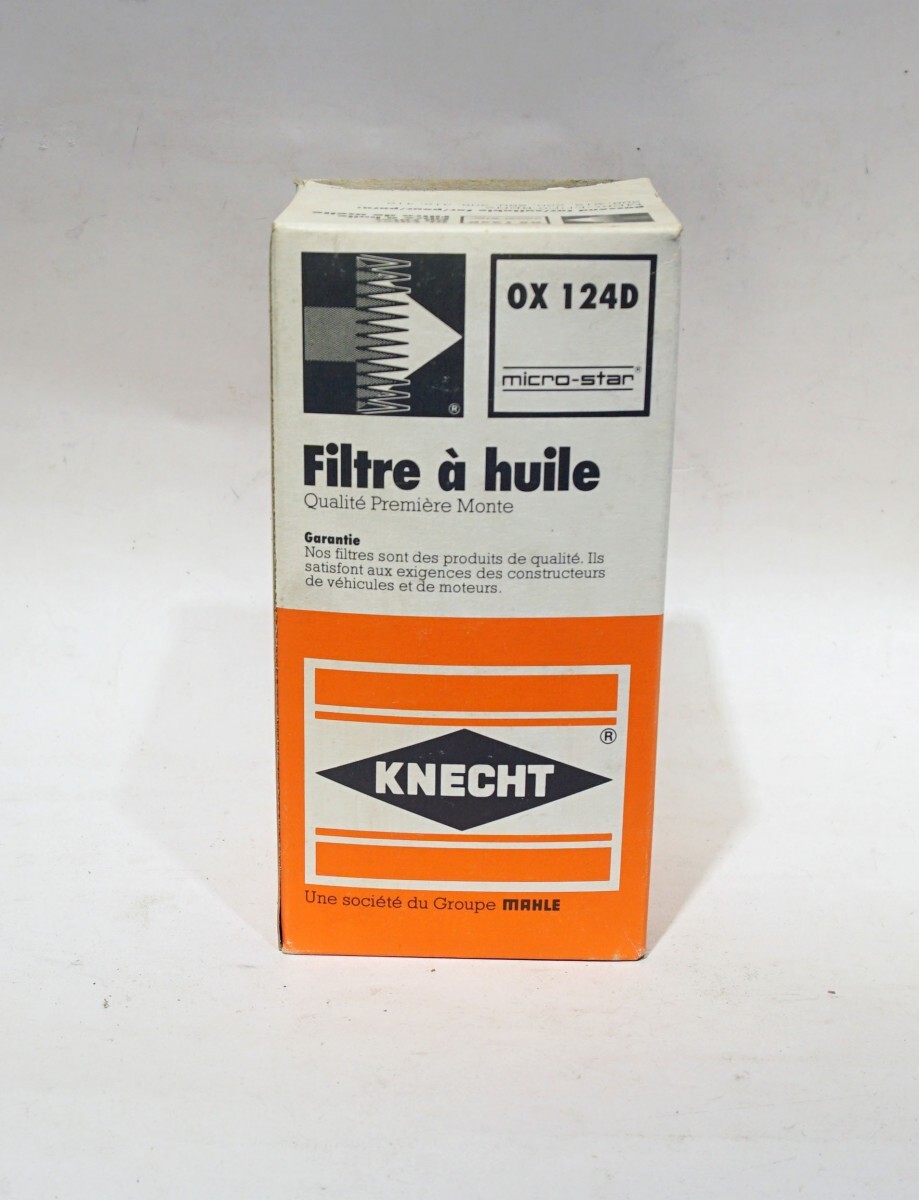 OX 124D
micro-star®
®
Filtre à huile
Qualité Première Monte
Garantie
Nos filtres sont des produits de qualité. Ils
satisfont aux exigences des constructeurs
de véhicules et de moteurs.
®
KNECHT
Une société du Groupe MAHLE